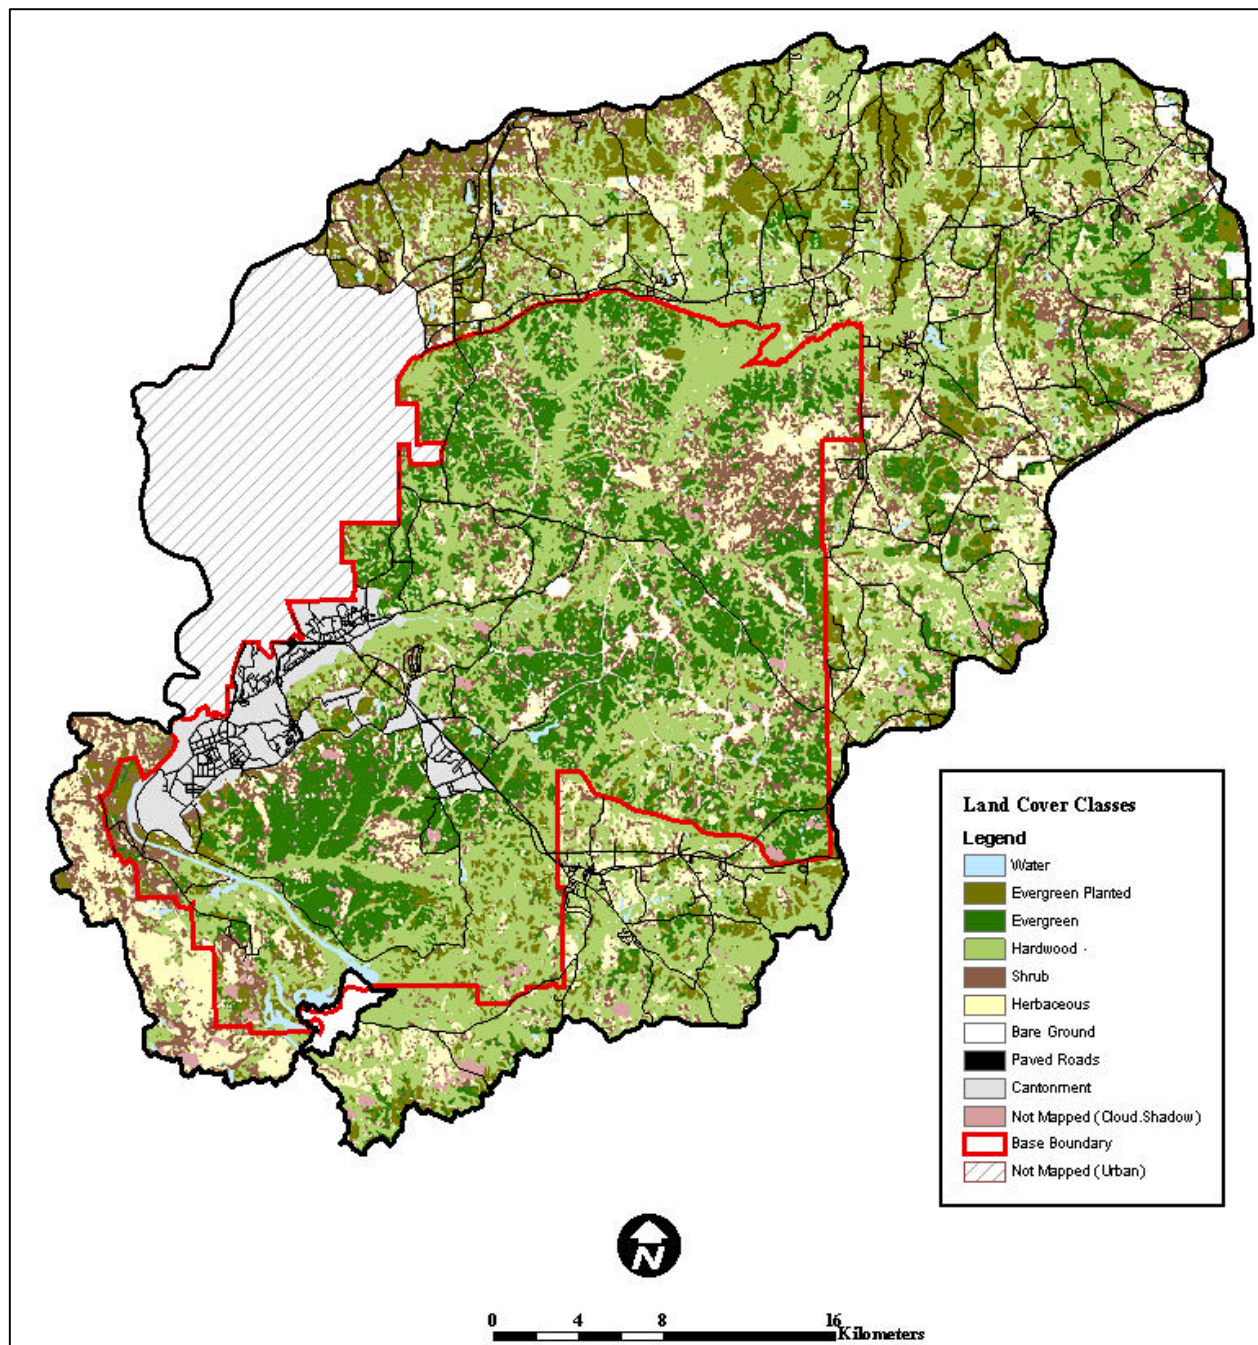 Land Cover Classes
Legend
Water
Evergreen Planted
Evergreen
Hardwood
Shrub
Herbaceous
Bare Ground
Paved Roads
Cantonment
Not Mapped (Cloud.Shadow)
Base Boundary
Not Mapped (Urban)
N
0 4 8 16
Kilometers